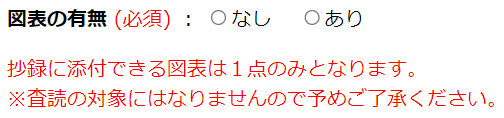 図表の有無 (必須) : ○なし ○あり
抄録に添付できる図表は１点のみとなります。
※査読の対象にはなりませんので予めご了承ください。